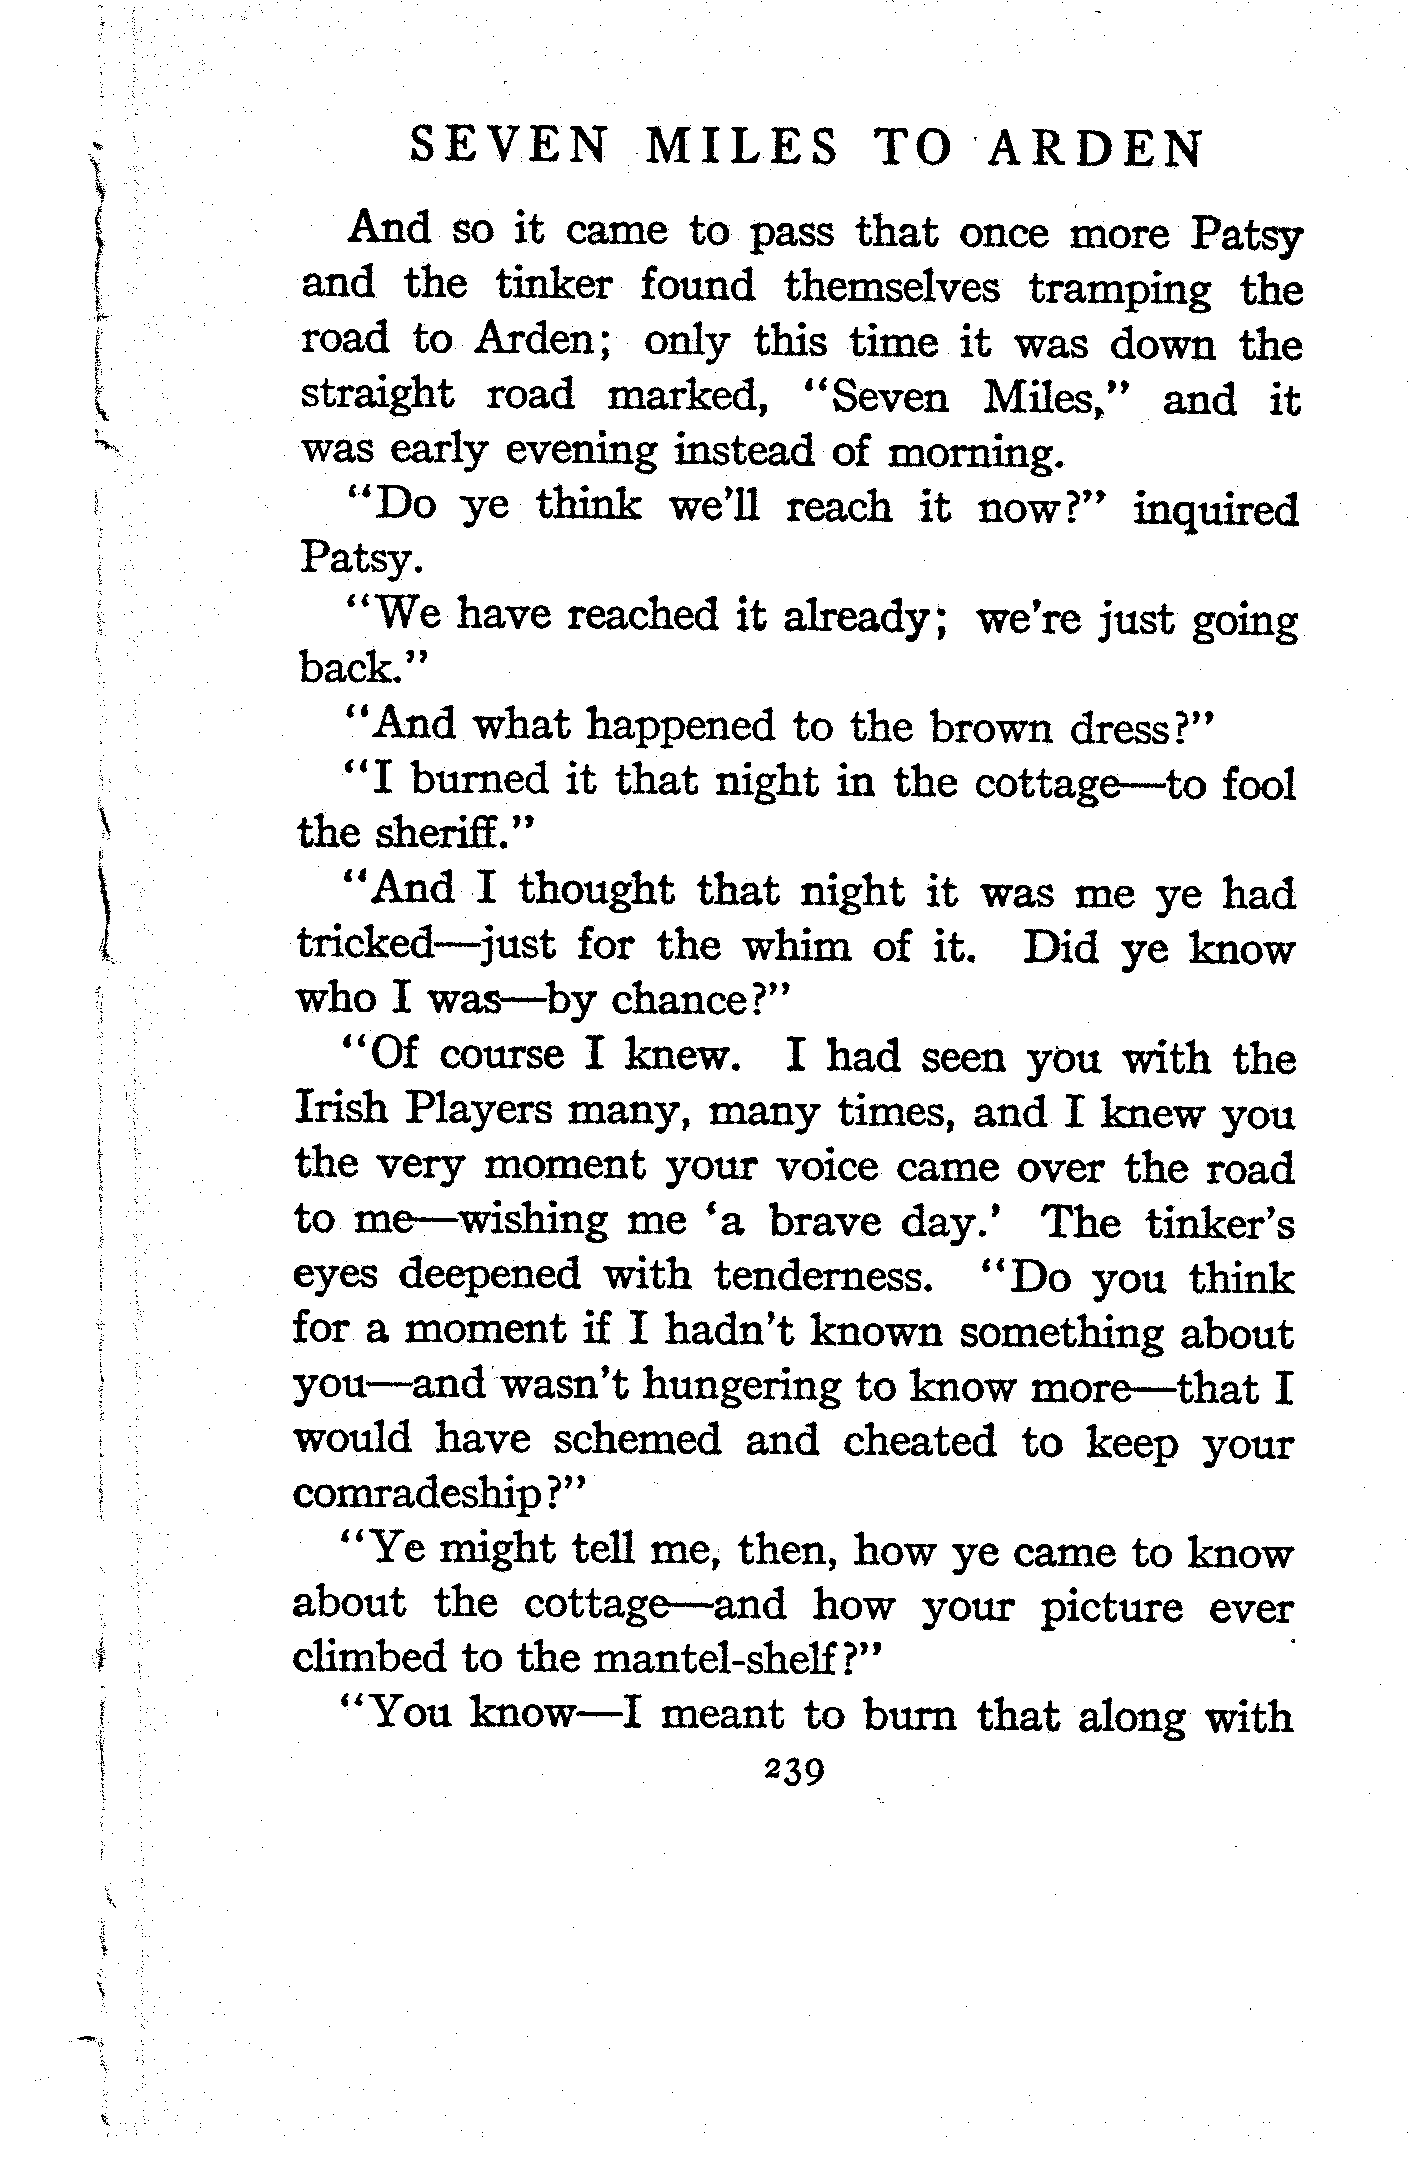 SEVEN MILES TO ARDEN
And so it came to pass that once more Patsy
and the tinker found themselves tramping the
road to Arden; only this time it was down the
straight road marked, "Seven Miles," and it
was early evening instead of morning.
"Do ye think we'll reach it now?" inquired
Patsy.
"We have reached it already; we're just going
back."
"And what happened to the brown dress?"
"I burned it that night in the cottage—to fool
the sheriff."
"And I thought that night it was me ye had
tricked—just for the whim of it. Did ye know
who I was—by chance?"
"Of course I knew. I had seen you with the
Irish Players many, many times, and I knew you
the very moment your voice came over the road
to me—wishing me 'a brave day.' The tinker's
eyes deepened with tenderness. "Do you think
for a moment if I hadn't known something about
you—and wasn't hungering to know more—that I
would have schemed and cheated to keep your
comradeship?"
"Ye might tell me, then, how ye came to know
about the cottage—and how your picture ever
climbed to the mantel-shelf?"
"You know—I meant to burn that along with
239